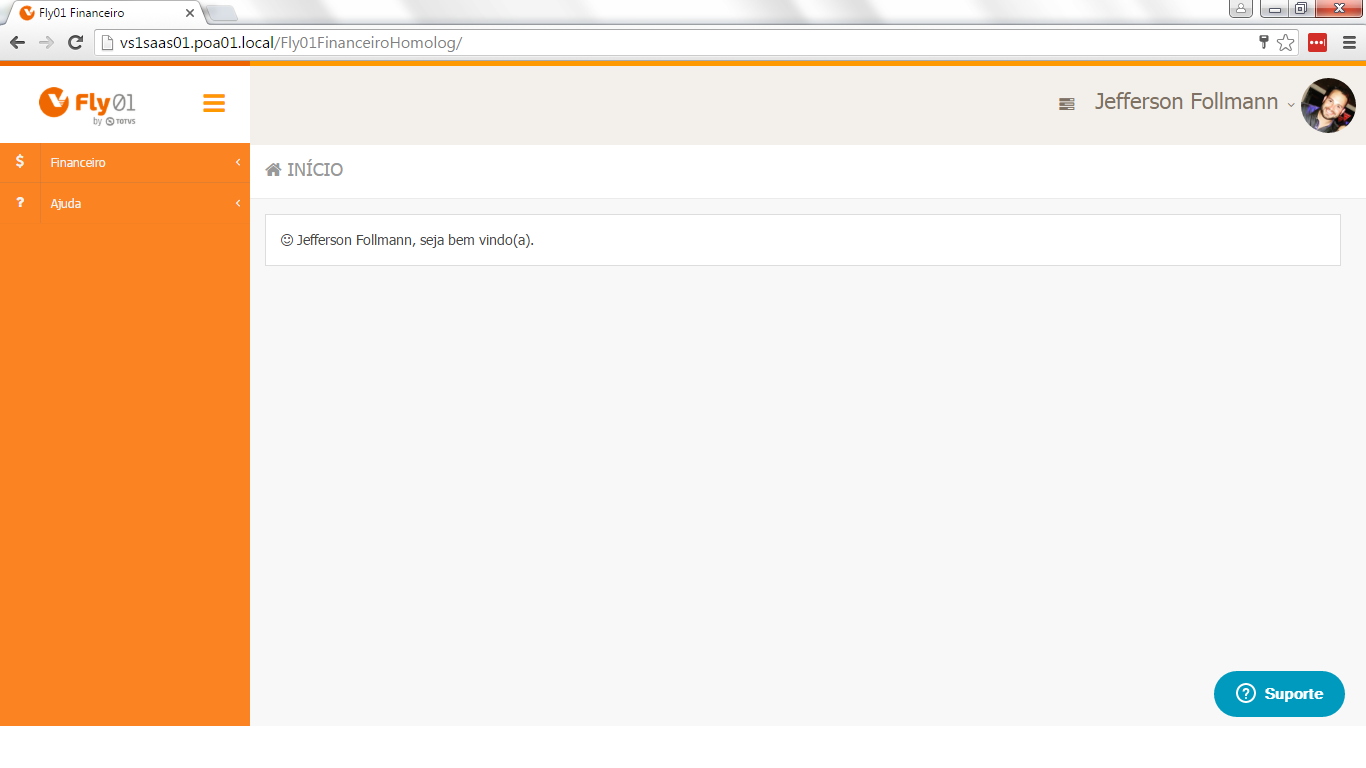 Fly01 Financeiro
vs1saas01.poa01.local/Fly01FinanceiroHomolog/
Fly01
by TOTVS
Jefferson Follmann
$ Financeiro
? Ajuda
INÍCIO
Jefferson Follmann, seja bem vindo(a).
? Suporte